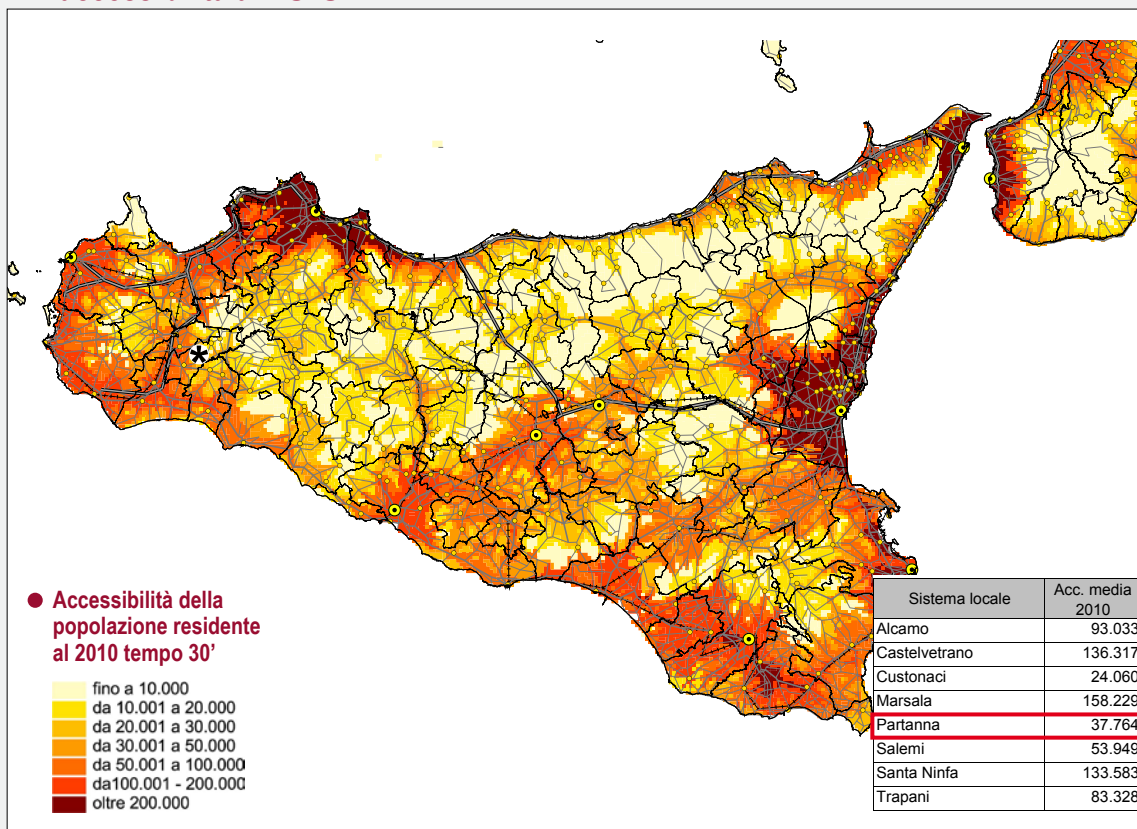 ● Accessibilità della
popolazione residente
al 2010 tempo 30’
fino a 10.000
da 10.001 a 20.000
da 20.001 a 30.000
da 30.001 a 50.000
da 50.001 a 100.000
da100.001 - 200.000
oltre 200.000
Sistema locale Acc. media 2010
Alcamo 93.033
Castelvetrano 136.317
Custonaci 24.060
Marsala 158.229
Partanna 37.764
Salemi 53.949
Santa Ninfa 133.583
Trapani 83.328
*